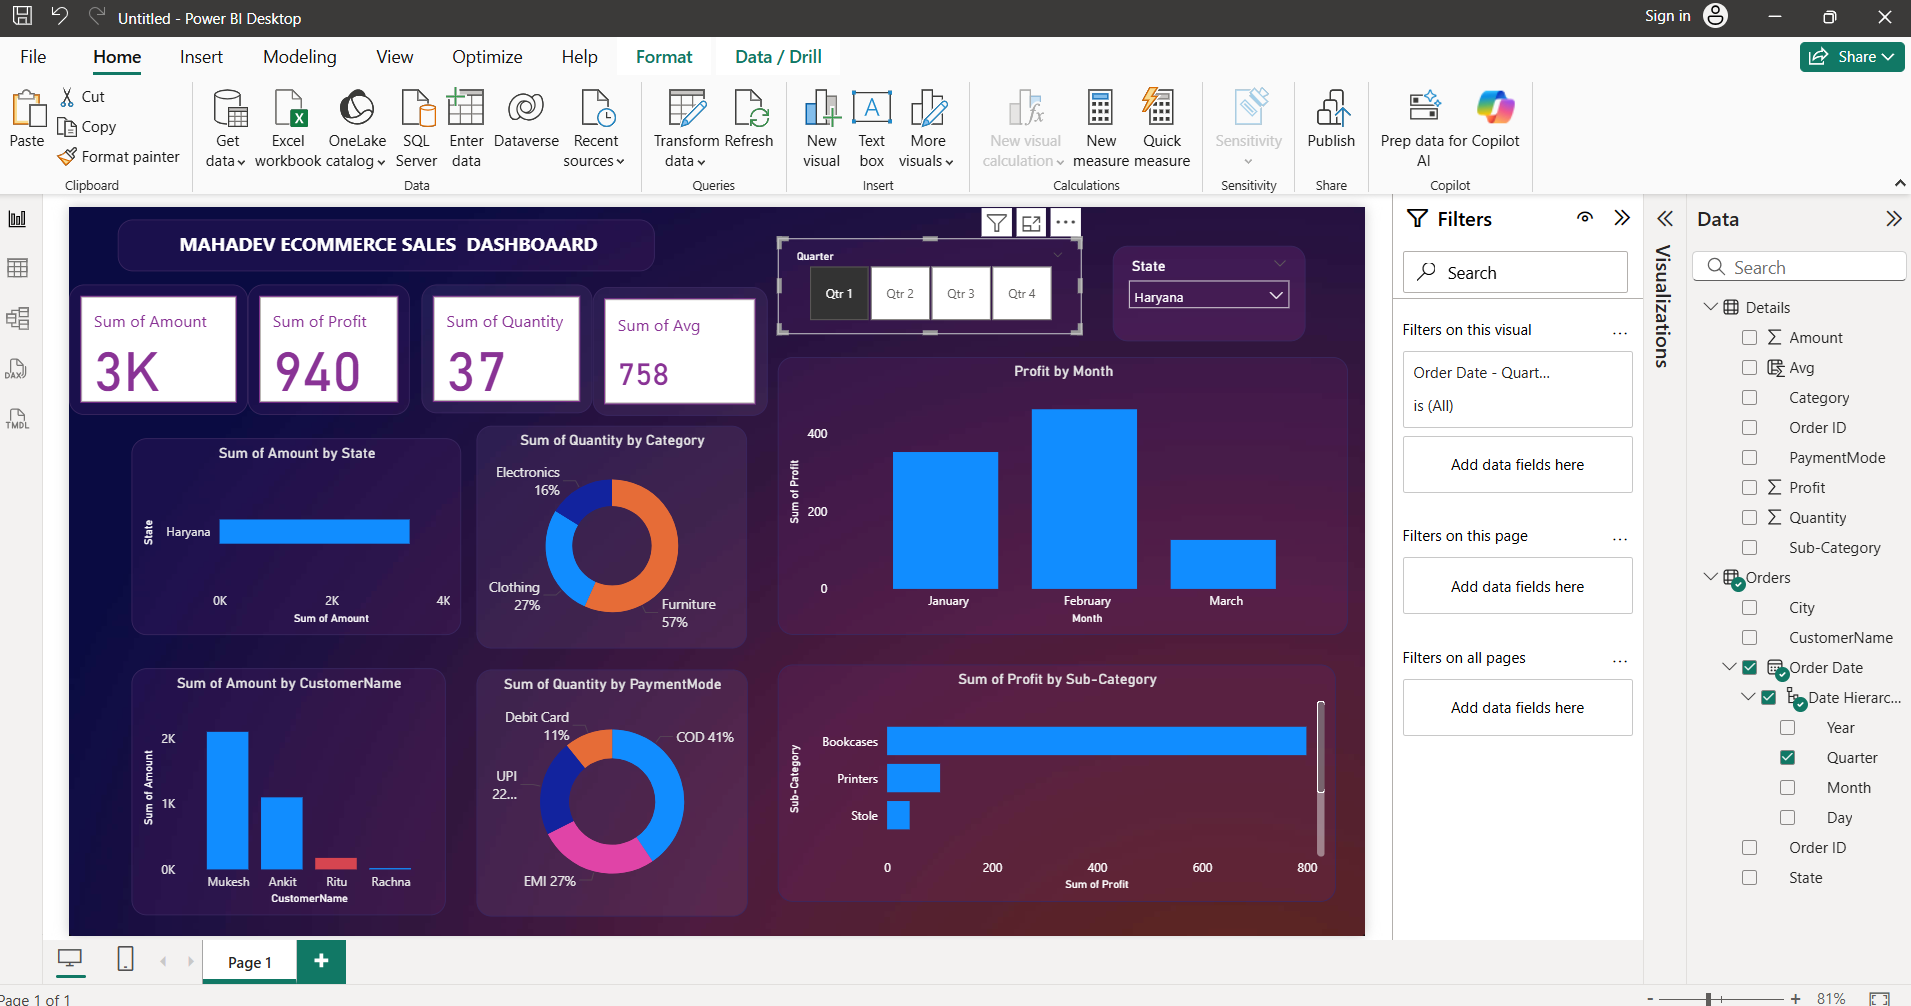 Untitled - Power BI Desktop
Sign in
File
Home
Insert
Modeling
View
Optimize
Help
Format
Data / Drill
Share
Paste
Cut
Copy
Format painter
Clipboard
Get data
Excel workbook
OneLake catalog
SQL Server
Enter data
Dataverse
Recent sources
Data
Transform data
Refresh
Queries
New visual
Text box
More visuals
Insert
New visual calculation
New measure
Quick measure
Calculations
Sensitivity
Sensitivity
Publish
Share
Prep data for AI
Copilot
Copilot
DAX
TMDL
MAHADEV ECOMMERCE SALES DASHBOAARD
Quarter
Qtr 1
Qtr 2
Qtr 3
Qtr 4
State
Haryana
Sum of Amount
3K
Sum of Profit
940
Sum of Quantity
37
Sum of Avg
758
Sum of Amount by State
State
Haryana
0K
2K
4K
Sum of Amount
Sum of Quantity by Category
Electronics
16%
Clothing
27%
Furniture
57%
Profit by Month
Sum of Profit
400
200
0
January
February
March
Month
Sum of Amount by CustomerName
Sum of Amount
2K
1K
0K
Mukesh
Ankit
Ritu
Rachna
CustomerName
Sum of Quantity by PaymentMode
Debit Card
11%
COD 41%
UPI
22...
EMI 27%
Sum of Profit by Sub-Category
Sub-Category
Bookcases
Printers
Stole
0
200
400
600
800
Sum of Profit
Filters
Search
Filters on this visual
...
Order Date - Quart...
is (All)
Add data fields here
Filters on this page
...
Add data fields here
Filters on all pages
...
Add data fields here
Visualizations
Data
Search
Details
Amount
Avg
Category
Order ID
PaymentMode
Profit
Quantity
Sub-Category
Orders
City
CustomerName
Order Date
Date Hierarc...
Year
Quarter
Month
Day
Order ID
State
Page 1
Page 1 of 1
81%